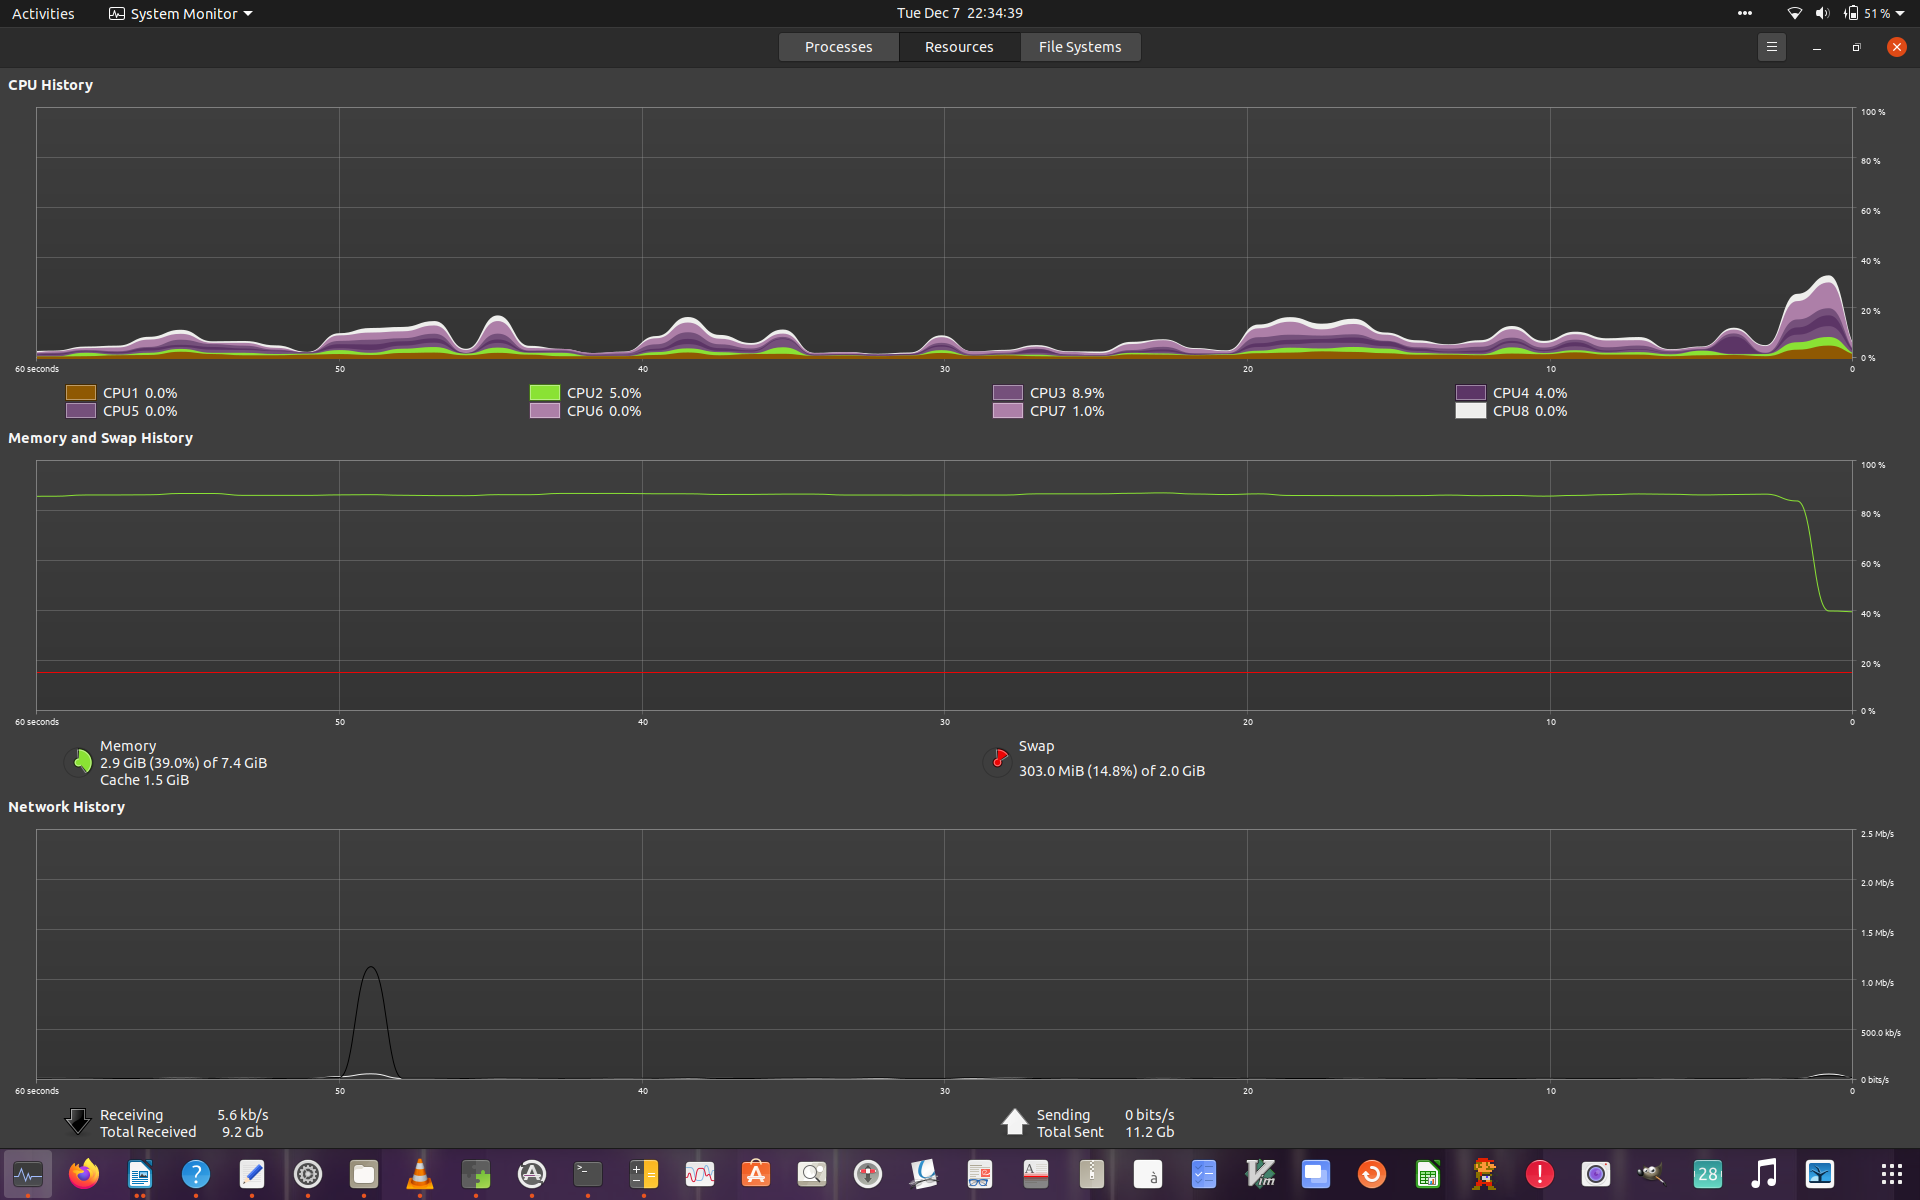 Activities System Monitor Tue Dec 7 22:34:39 51 %
Processes Resources File Systems
CPU History
100 %
80 %
60 %
40 %
20 %
0 %
60 seconds 50 40 30 20 10 0
CPU1 0.0% CPU2 5.0% CPU3 8.9% CPU4 4.0%
CPU5 0.0% CPU6 0.0% CPU7 1.0% CPU8 0.0%
Memory and Swap History
100 %
80 %
60 %
40 %
20 %
0 %
60 seconds 50 40 30 20 10 0
Memory
2.9 GiB (39.0%) of 7.4 GiB
Cache 1.5 GiB
Swap
303.0 MiB (14.8%) of 2.0 GiB
Network History
2.5 Mb/s
2.0 Mb/s
1.5 Mb/s
1.0 Mb/s
500.0 kb/s
0 bits/s
60 seconds 50 40 30 20 10 0
Receiving 5.6 kb/s
Total Received 9.2 Gb
Sending 0 bits/s
Total Sent 11.2 Gb
? >_ A à Vim ! 28